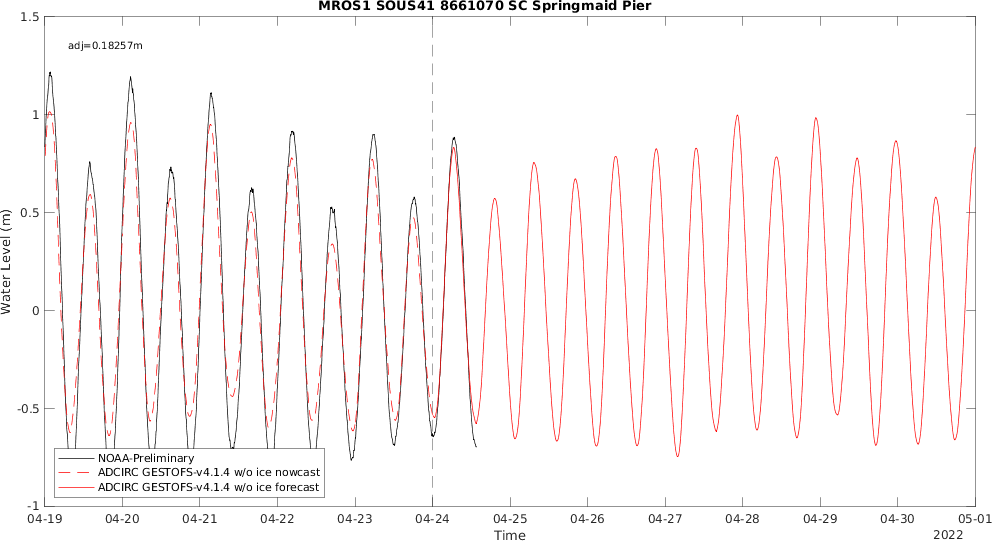 MROS1 SOUS41 8661070 SC Springmaid Pier
adj=0.18257m
1.5
1
0.5
0
-0.5
-1
Water Level (m)
NOAA-Preliminary
ADCIRC GESTOFS-v4.1.4 w/o ice nowcast
ADCIRC GESTOFS-v4.1.4 w/o ice forecast
04-19 04-20 04-21 04-22 04-23 04-24 04-25 04-26 04-27 04-28 04-29 04-30 05-01
Time
2022